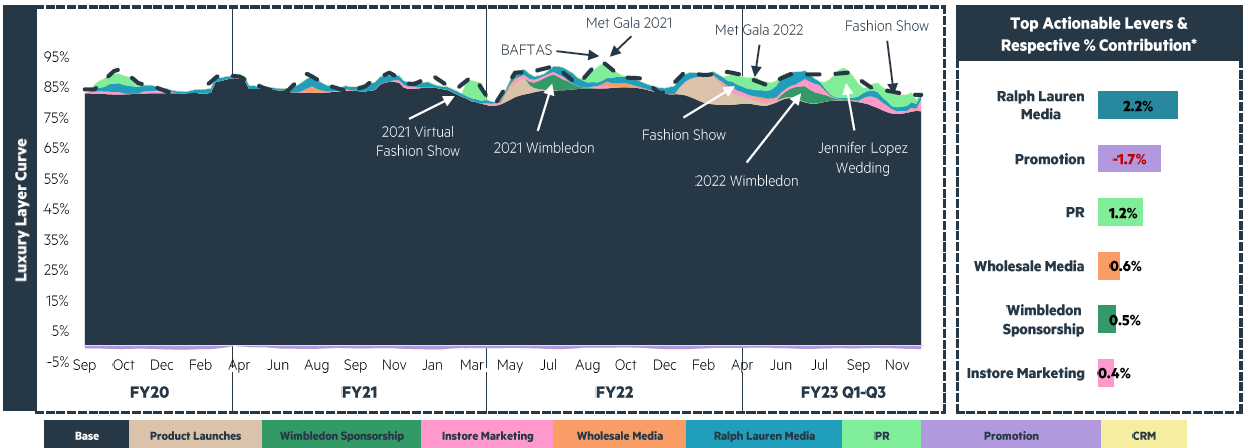 Luxury Layer Curve
95%
85%
75%
65%
55%
45%
35%
25%
15%
5%
-5%
BAFTAS
Met Gala 2021
Met Gala 2022
Fashion Show
2021 Virtual
Fashion Show
2021 Wimbledon
Fashion Show
2022 Wimbledon
Jennifer Lopez
Wedding
Sep Oct Dec Feb Apr Jun Aug Sep Nov Jan Mar May Jul Aug Oct Dec Feb Apr Jun Jul Sep Nov
FY20 FY21 FY22 FY23 Q1-Q3
Top Actionable Levers &
Respective % Contribution*
Ralph Lauren
Media
2.2%
Promotion -1.7%
PR 1.2%
Wholesale Media 0.6%
Wimbledon
Sponsorship
0.5%
Instore Marketing 0.4%
Base Product Launches Wimbledon Sponsorship Instore Marketing Wholesale Media Ralph Lauren Media PR Promotion CRM